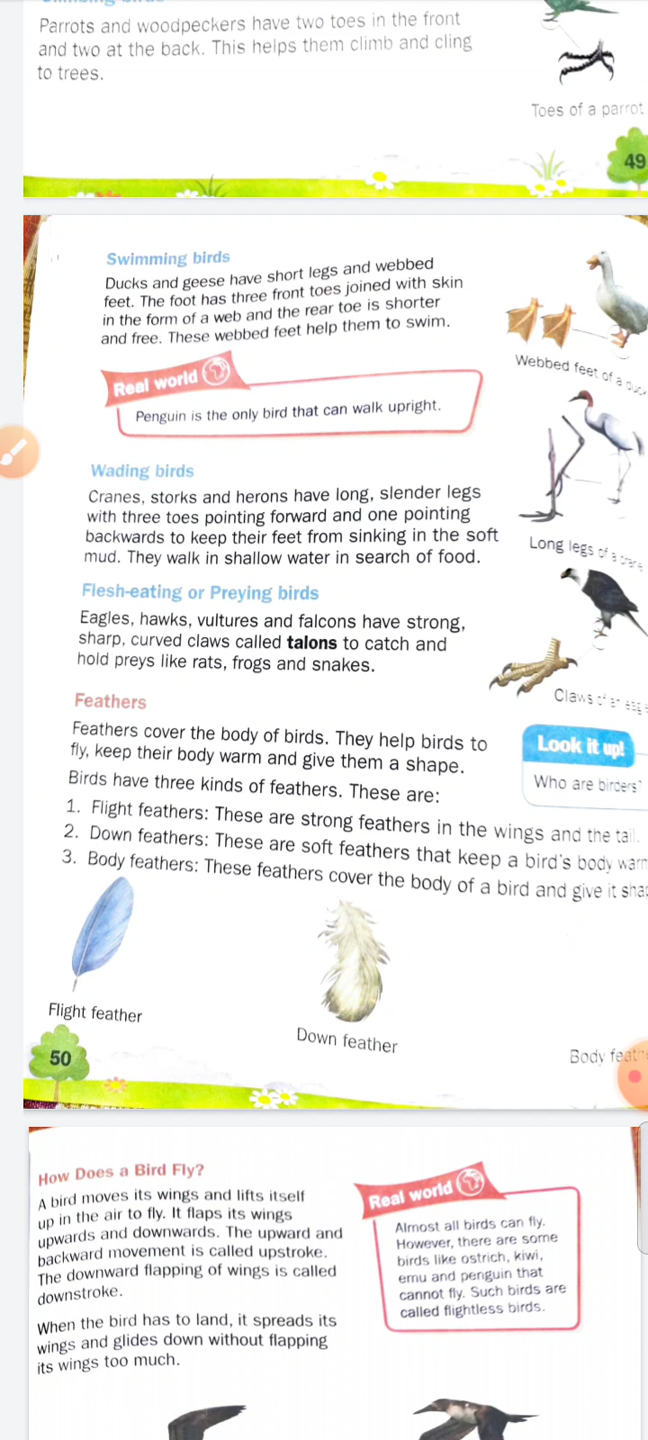 Parrots and woodpeckers have two toes in the front
and two at the back. This helps them climb and cling
to trees.
Toes of a parrot
49
Swimming birds
Ducks and geese have short legs and webbed
feet. The foot has three front toes joined with skin
in the form of a web and the rear toe is shorter
and free. These webbed feet help them to swim.
Webbed feet of a duck
Real world
Penguin is the only bird that can walk upright.
Wading birds
Cranes, storks and herons have long, slender legs
with three toes pointing forward and one pointing
backwards to keep their feet from sinking in the soft
mud. They walk in shallow water in search of food.
Long legs of a crane
Flesh-eating or Preying birds
Eagles, hawks, vultures and falcons have strong,
sharp, curved claws called talons to catch and
hold preys like rats, frogs and snakes.
Claws of an eagle
Feathers
Feathers cover the body of birds. They help birds to
fly, keep their body warm and give them a shape.
Birds have three kinds of feathers. These are:
Look it up!
Who are birders?
1. Flight feathers: These are strong feathers in the wings and the tail.
2. Down feathers: These are soft feathers that keep a bird's body warm
3. Body feathers: These feathers cover the body of a bird and give it sha
Flight feather
Down feather
Body feath
50
How Does a Bird Fly?
A bird moves its wings and lifts itself
up in the air to fly. It flaps its wings
upwards and downwards. The upward and
backward movement is called upstroke.
The downward flapping of wings is called
downstroke.
When the bird has to land, it spreads its
wings and glides down without flapping
its wings too much.
Real world
Almost all birds can fly.
However, there are some
birds like ostrich, kiwi,
emu and penguin that
cannot fly. Such birds are
called flightless birds.